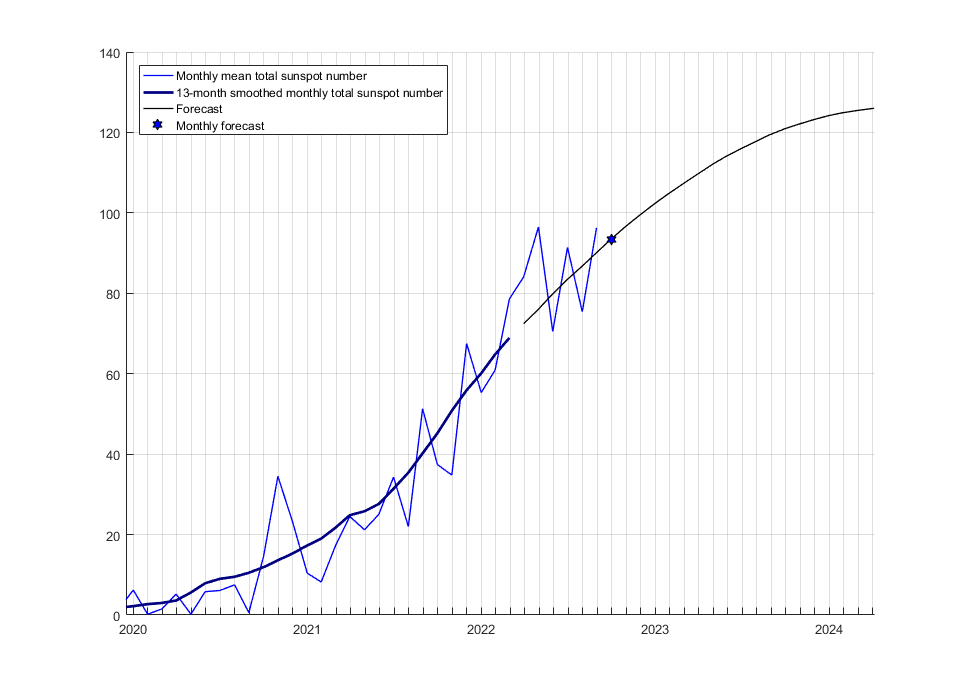 140
120
100
80
60
40
20
0
Monthly mean total sunspot number
13-month smoothed monthly total sunspot number
Forecast
Monthly forecast
2020 2021 2022 2023 2024